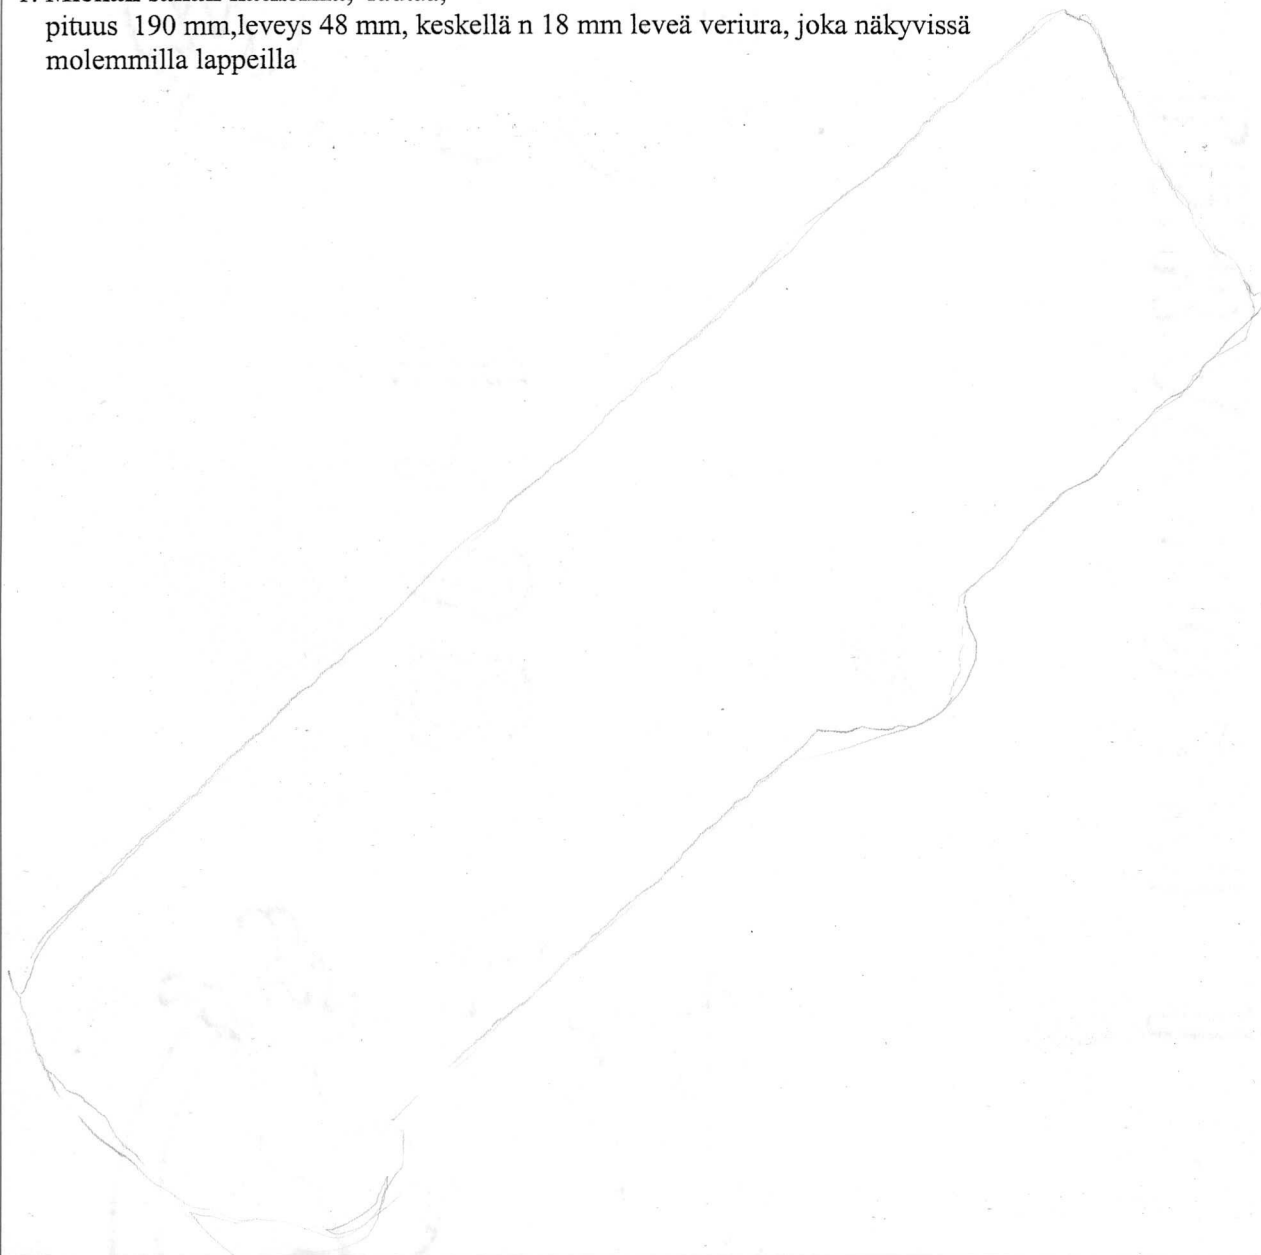 pituus 190 mm,leveys 48 mm, keskellä n 18 mm leveä veriura, joka näkyvissä
molemmilla lappeilla